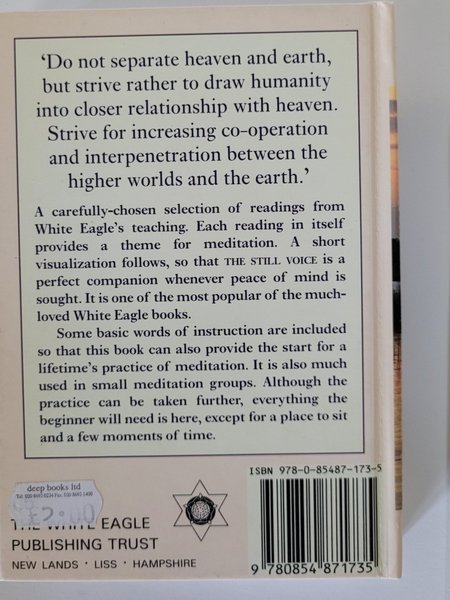 ‘Do not separate heaven and earth,
but strive rather to draw humanity
into closer relationship with heaven.
Strive for increasing co-operation
and interpenetration between the
higher worlds and the earth.’
A carefully-chosen selection of readings from
White Eagle's teaching. Each reading in itself
provides a theme for meditation. A short
visualization follows, so that THE STILL VOICE is a
perfect companion whenever peace of mind is
sought. It is one of the most popular of the much-
loved White Eagle books.
Some basic words of instruction are included
so that this book can also provide the start for a
lifetime's practice of meditation. It is also much
used in small meditation groups. Although the
practice can be taken further, everything the
beginner will need is here, except for a place to sit
and a few moments of time.
ISBN 978-0-85487-173-5
deep books ltd
Tel: 020 8693 0234 Fax: 020 8693 1400
£2.00
THE WHITE EAGLE
PUBLISHING TRUST
NEW LANDS · LISS · HAMPSHIRE
9 780854 871735